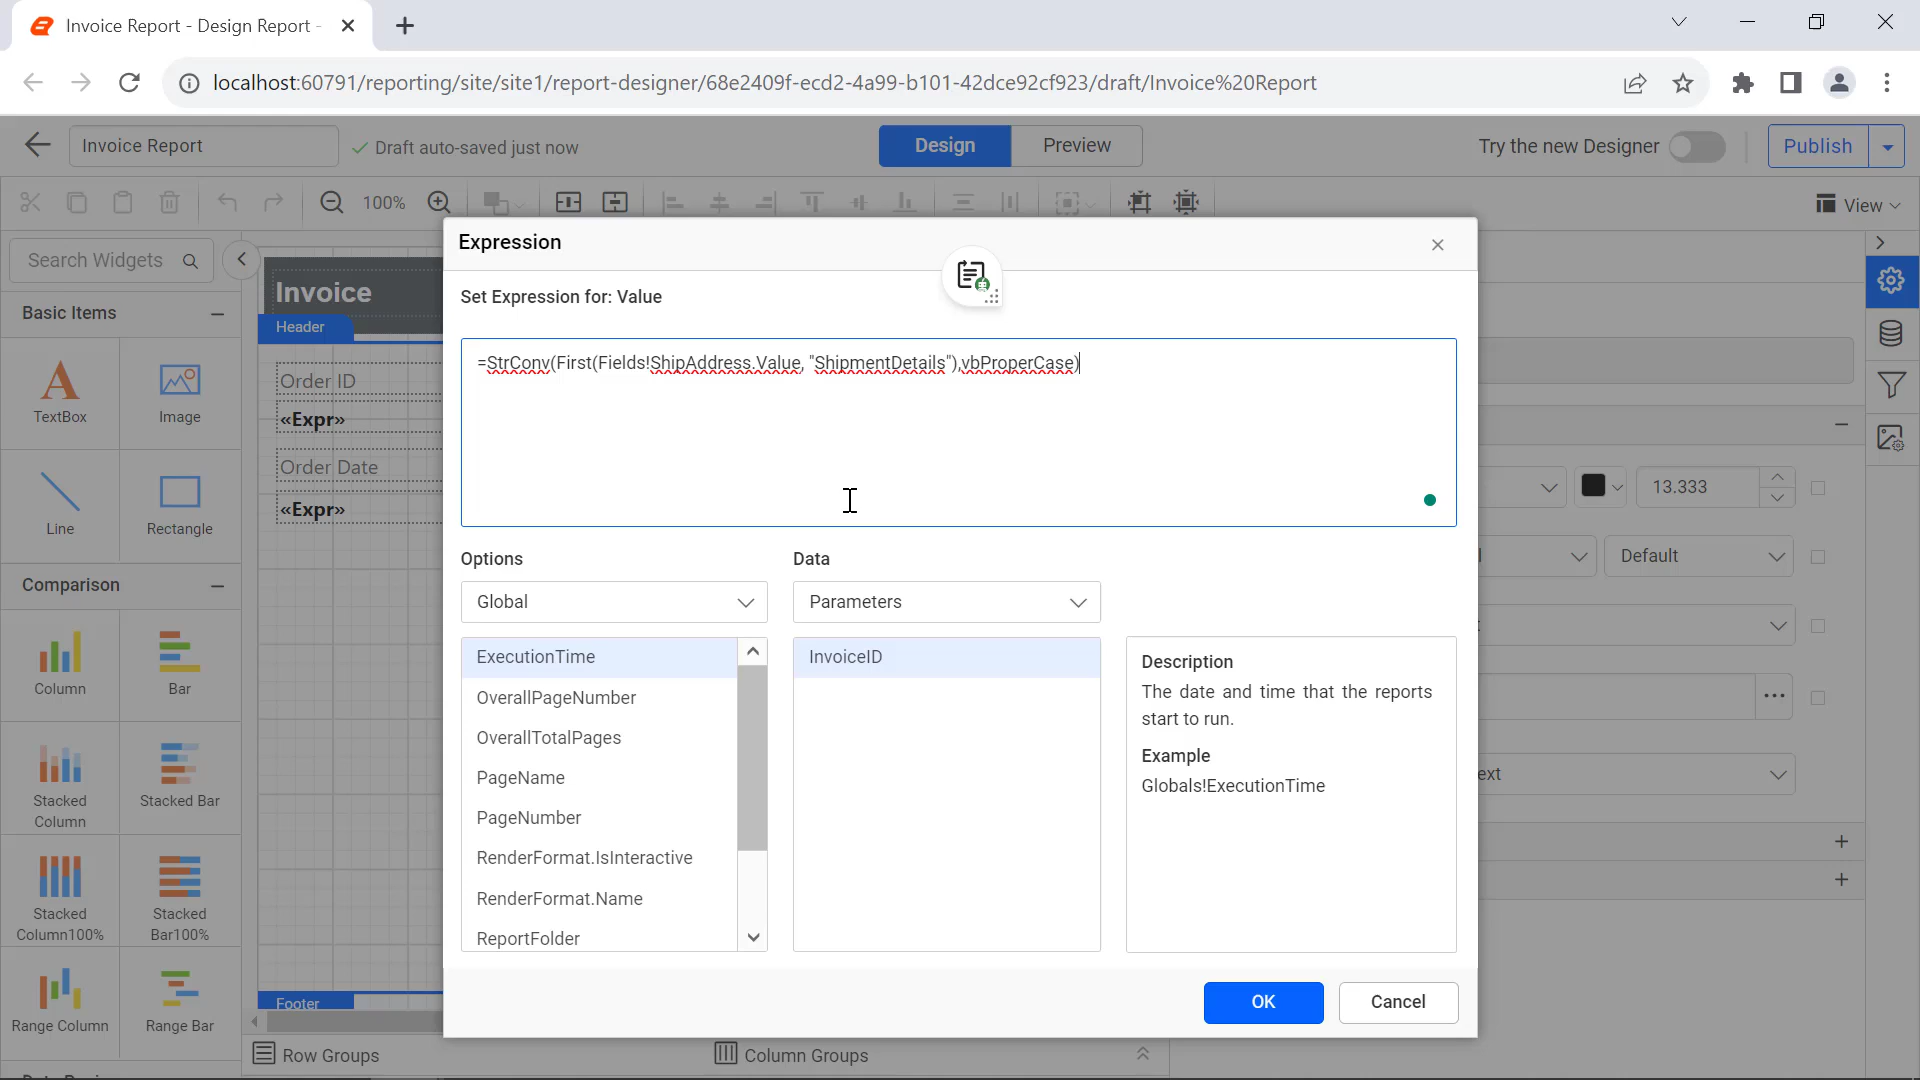 Invoice Report - Design Report -
localhost:60791/reporting/site/site1/report-designer/68e2409f-ecd2-4a99-b101-42dce92cf923/draft/Invoice%20Report
Invoice Report
Draft auto-saved just now
Design
Preview
Try the new Designer
Publish
100%
View
Search Widgets
Basic Items
TextBox
Image
Line
Rectangle
Comparison
Column
Bar
Stacked
Column
Stacked Bar
Stacked
Column100%
Stacked
Bar100%
Range Column
Range Bar
Invoice
Header
Order ID
«Expr»
Order Date
«Expr»
Footer
Row Groups
Column Groups
Expression
Set Expression for: Value
=StrConv(First(Fields!ShipAddress.Value, "ShipmentDetails"),vbProperCase)
Options
Data
Global
Parameters
ExecutionTime
OverallPageNumber
OverallTotalPages
PageName
PageNumber
RenderFormat.IsInteractive
RenderFormat.Name
ReportFolder
InvoiceID
Description
The date and time that the reports
start to run.
Example
Globals!ExecutionTime
OK
Cancel
13.333
Default
ext